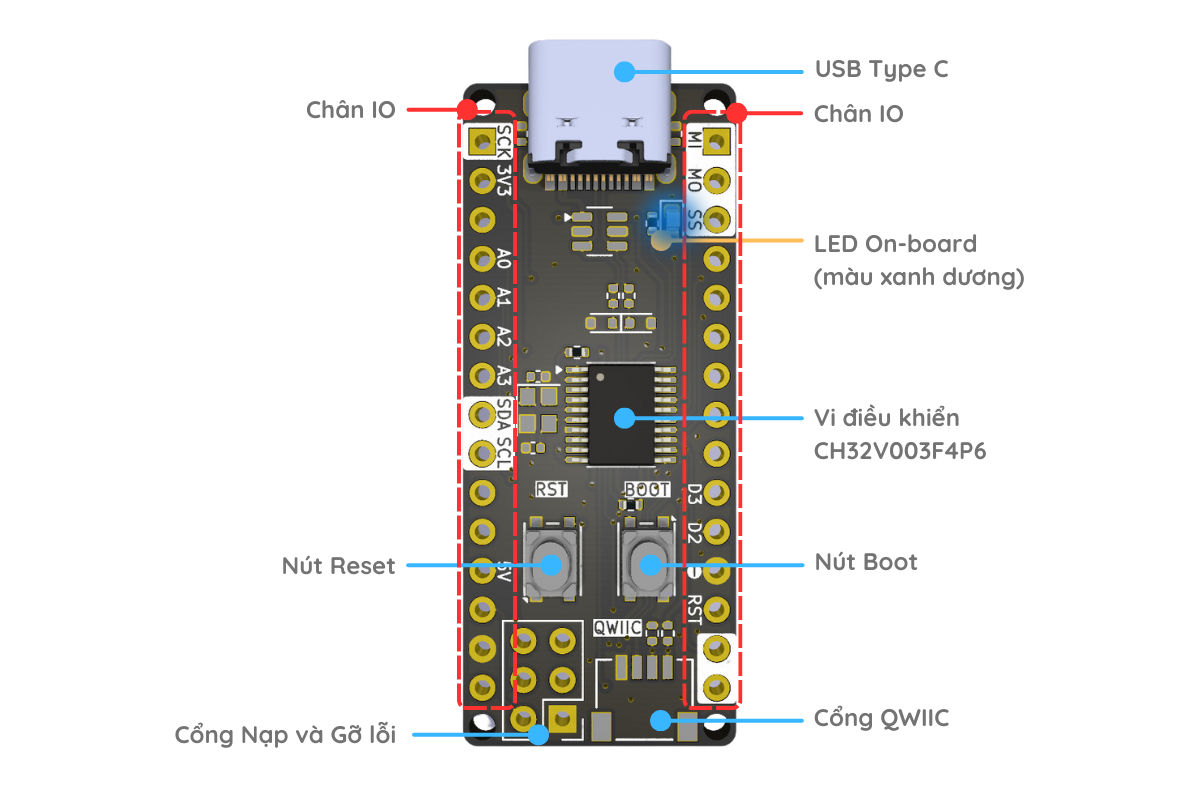 USB Type C
Chân IO
Chân IO
SCK
3V3
A0
A1
A2
A3
SDA
SCL
5V
MI
MO
SS
D3
D2
RST
LED On-board
(màu xanh dương)
Vi điều khiển
CH32V003F4P6
RST
BOOT
Nút Reset
Nút Boot
QWIIC
Cổng Nạp và Gỡ lỗi
Cổng QWIIC